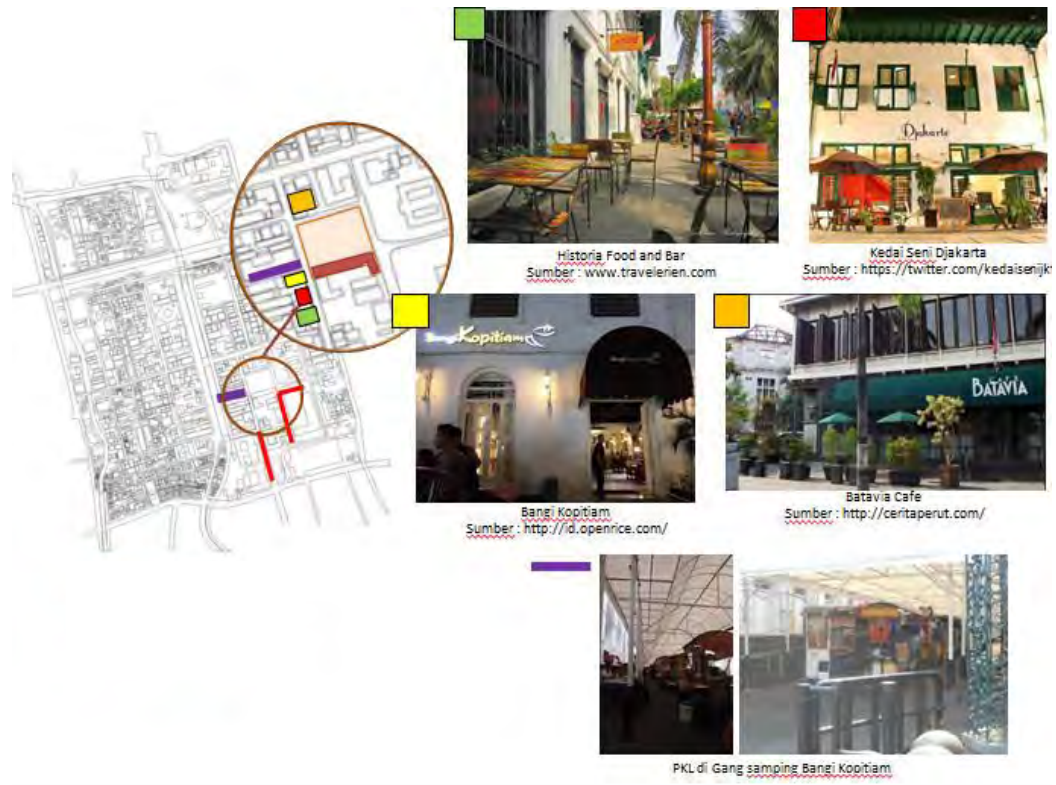 Historia Food and Bar
Sumber : www.travelerien.com
Djakarte
Kedai Seni Djakarta
Sumber : https://twitter.com/kedaisenijk
Kopitiam
Bangi Kopitiam
Sumber : http://id.openrice.com/
BATAVIA
Batavia Cafe
Sumber : http://ceritaperut.com/
PKL di Gang samping Bangi Kopitiam